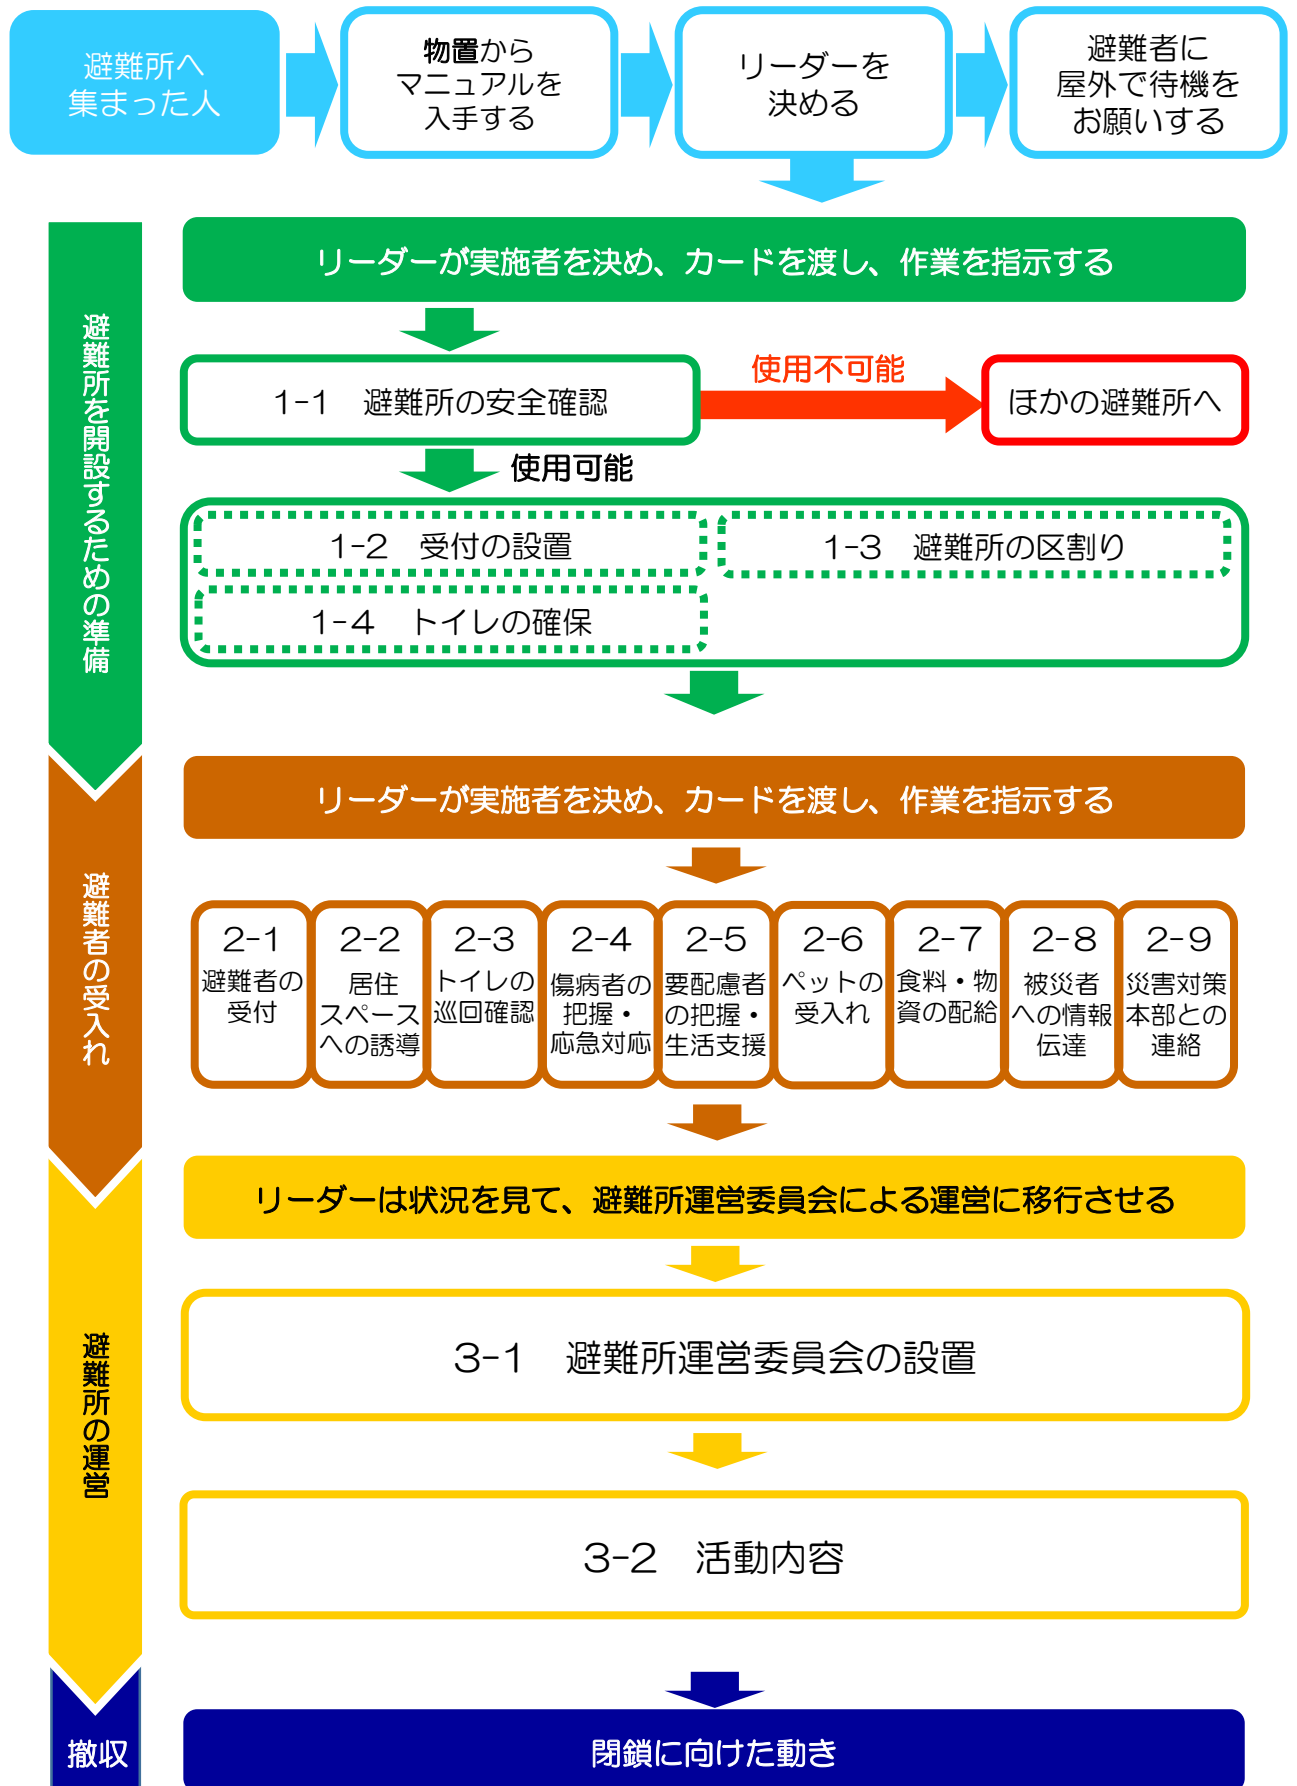 避難所へ
集まった人
物置から
マニュアルを
入手する
リーダーを
決める
避難者に
屋外で待機を
お願いする
避難所を開設するための準備
リーダーが実施者を決め、カードを渡し、作業を指示する
1-1 避難所の安全確認
使用不可能
ほかの避難所へ
使用可能
1-2 受付の設置
1-3 避難所の区割り
1-4 トイレの確保
避難者の受入れ
リーダーが実施者を決め、カードを渡し、作業を指示する
2-1
避難者の
受付
2-2
居住
スペース
への誘導
2-3
トイレの
巡回確認
2-4
傷病者の
把握・
応急対応
2-5
要配慮者
の把握・
生活支援
2-6
ペットの
受入れ
2-7
食料・物
資の配給
2-8
被災者
への情報
伝達
2-9
災害対策
本部との
連絡
避難所の運営
リーダーは状況を見て、避難所運営委員会による運営に移行させる
3-1 避難所運営委員会の設置
3-2 活動内容
撤収
閉鎖に向けた動き